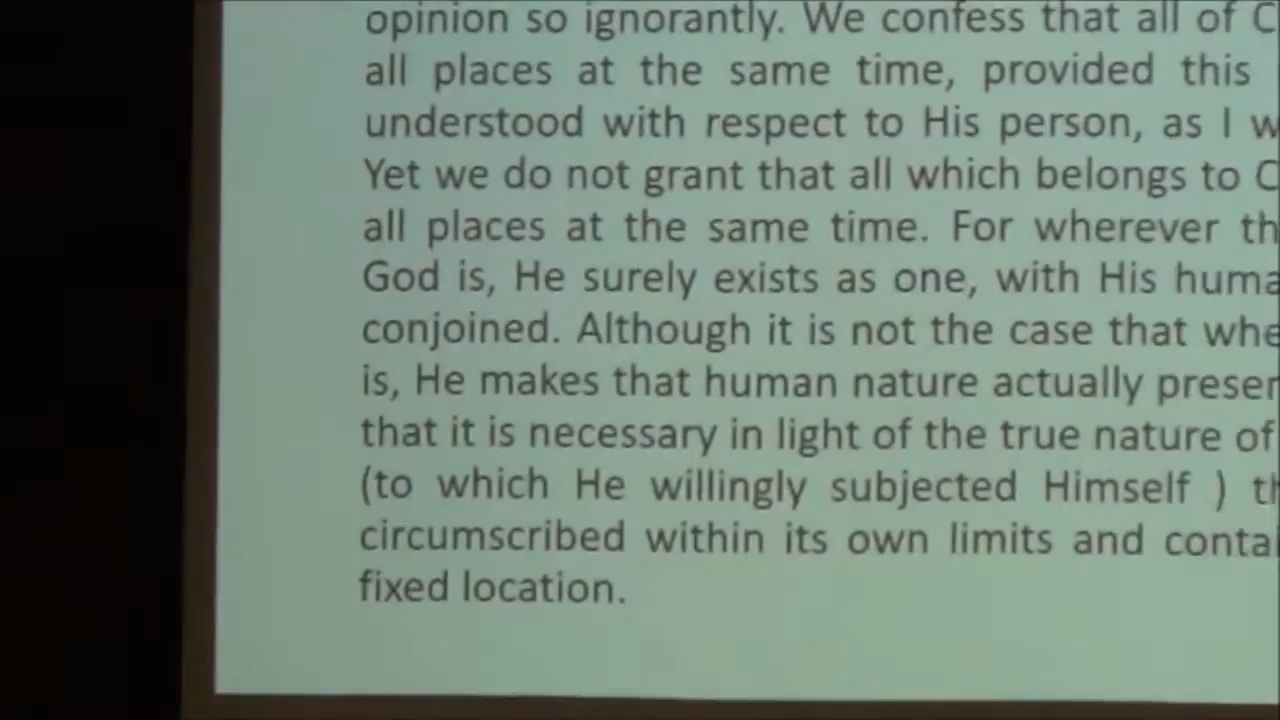 opinion so ignorantly. We confess that all of
all places at the same time, provided this
understood with respect to His person, as I
Yet we do not grant that all which belongs to
all places at the same time. For wherever
God is, He surely exists as one, with His
conjoined. Although it is not the case that
is, He makes that human nature actually
that it is necessary in light of the true nature of
(to which He willingly subjected Himself )
circumscribed within its own limits and
fixed location.